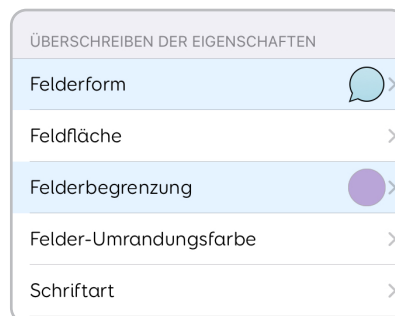 ÜBERSCHREIBEN DER EIGENSCHAFTEN
Felderform
Feldfläche
Felderbegrenzung
Felder-Umrandungsfarbe
Schriftart